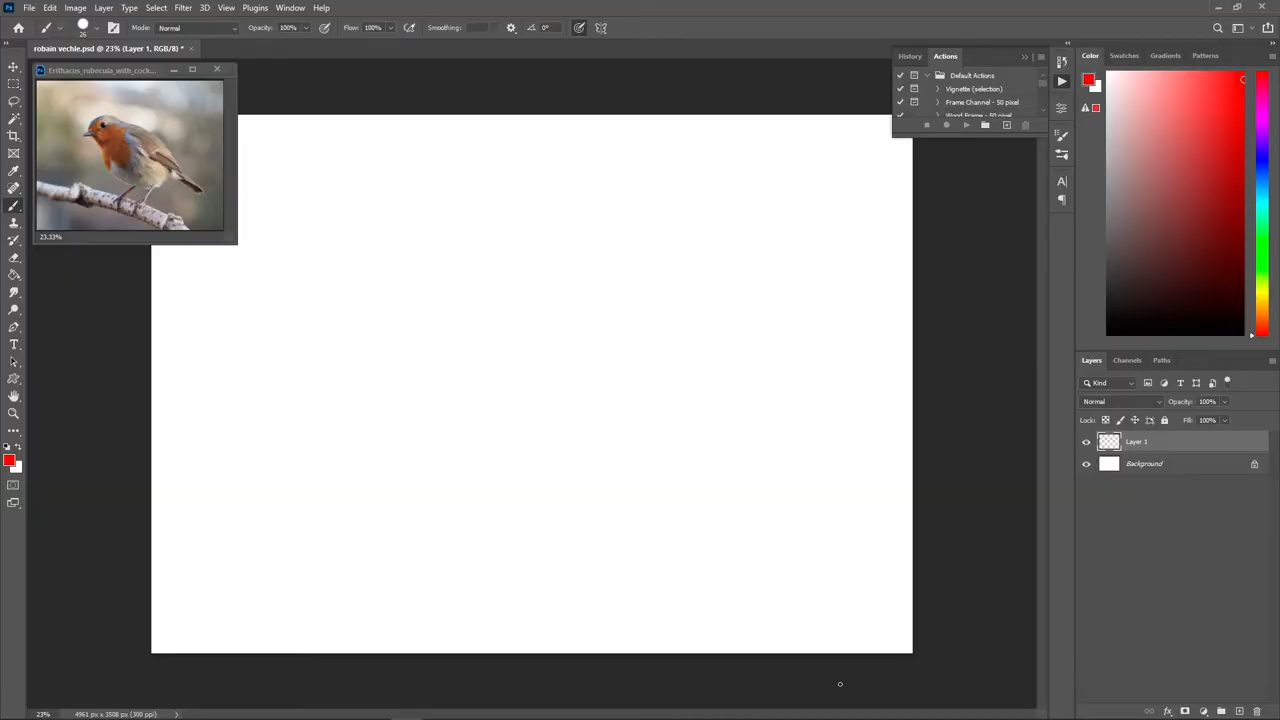 Ps File Edit Image Layer Type Select Filter 3D View Plugins Window Help
26 Mode: Normal Opacity: 100% Flow: 100% Smoothing: 0°
robain vechle.psd @ 23% (Layer 1, RGB/8) * ×
Erithacus_rubecula_with_cock...
23.33%
History Actions
Default Actions
Vignette (selection)
Frame Channel - 50 pixel
Wood Frame - 50 pixel
Color Swatches Gradients Patterns
Layers Channels Paths
Kind
Normal Opacity: 100%
Lock: Fill: 100%
Layer 1
Background
23% 4961 px x 3508 px (300 ppi)